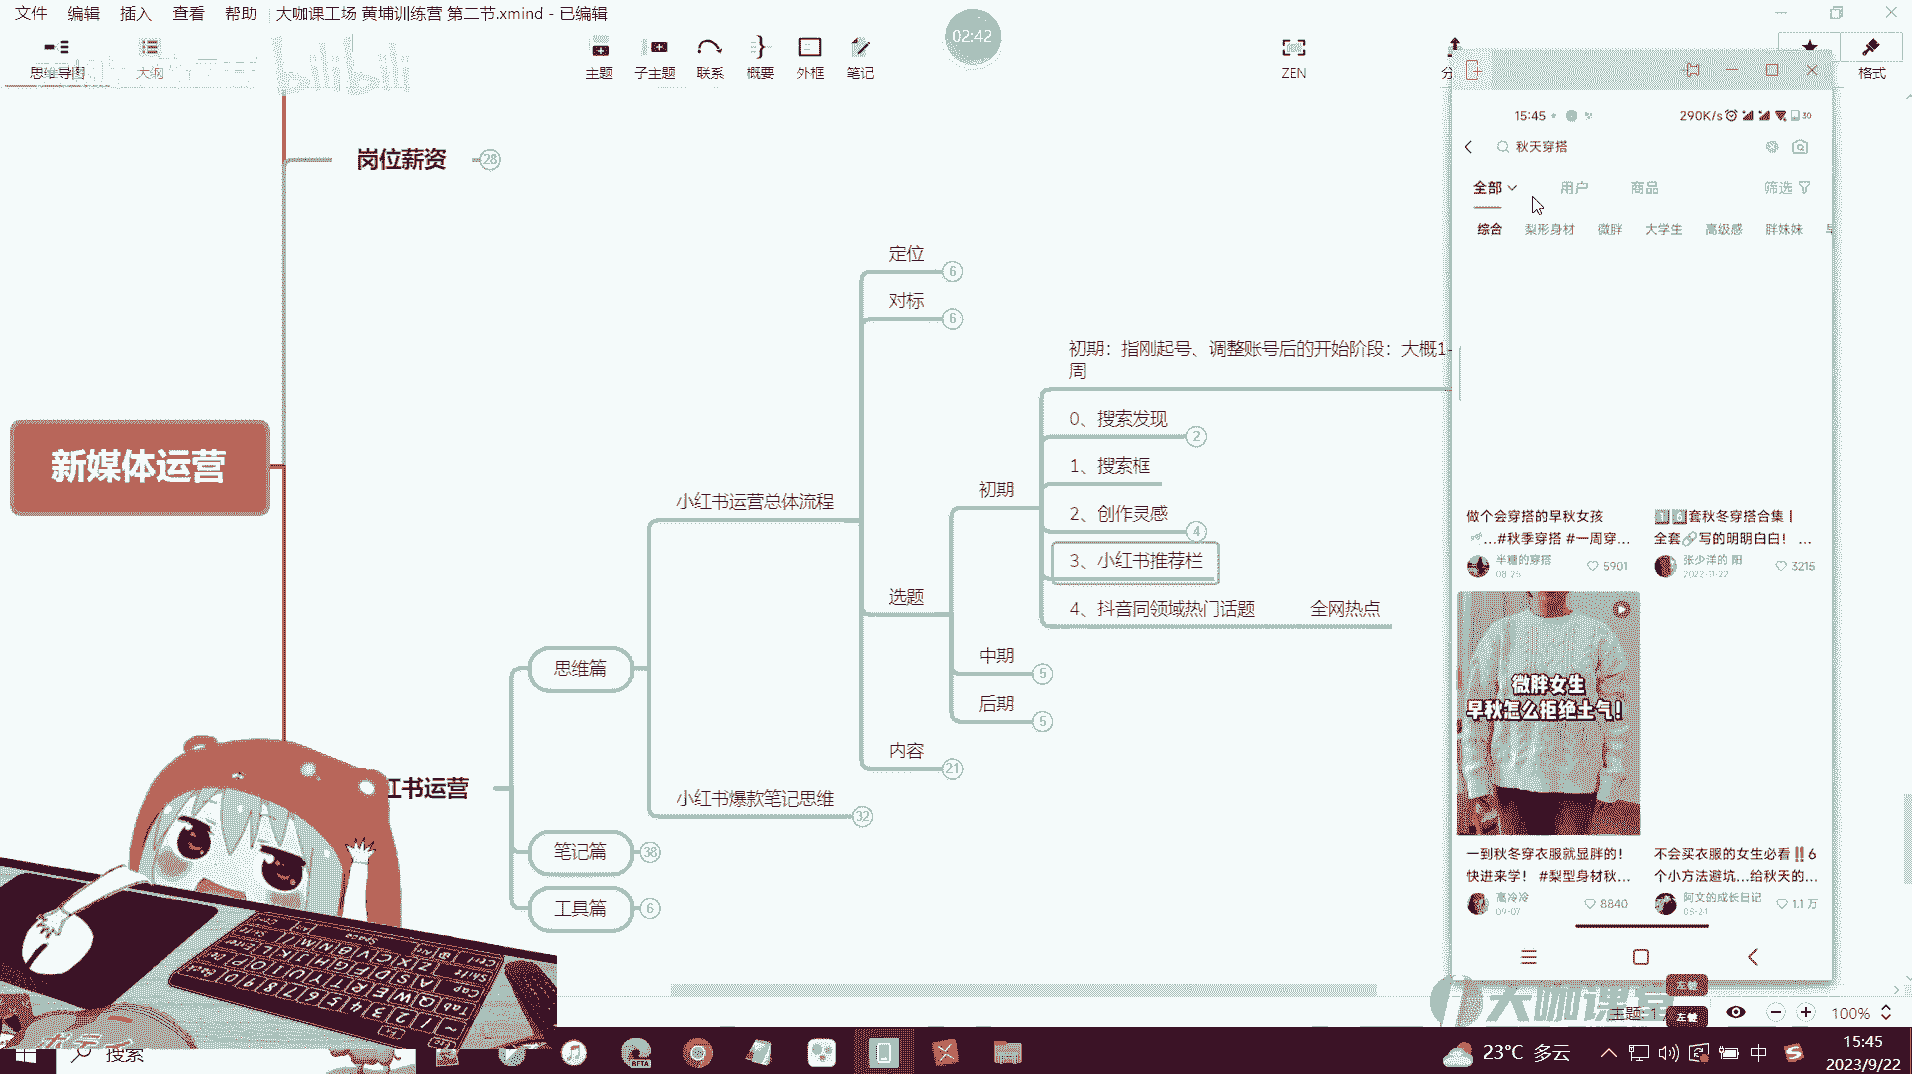 文件 编辑 插入 查看 帮助 大咖课工场 黄埔训练营 第二节.xmind - 已编辑
02:42
思维导图 大纲 主题 子主题 联系 概要 外框 笔记 ZEN 格式
bilibili
岗位薪资 28
定位 6
对标 6
初期：指刚起号、调整账号后的开始阶段：大概1-
周
0、搜索发现 2
1、搜索框
2、创作灵感 4
3、小红书推荐栏
4、抖音同领域热门话题 全网热点
初期
新媒体运营
小红书运营总体流程
选题
中期 5
后期 5
思维篇
内容 21
红书运营
小红书爆款笔记思维 32
笔记篇 38
工具篇 6
15:45 290K/s 30
秋天穿搭
全部 用户 商品 筛选
综合 梨形身材 微胖 大学生 高级感 胖妹妹
做个会穿搭的早秋女孩
...#秋季穿搭 #一周穿...
半糖的穿搭
08-25 5901
16套秋冬穿搭合集丨
全套🔗写的明明白白！ ...
张少洋的 阳
2022-11-22 3215
微胖女生
早秋怎么拒绝土气！
一到秋冬穿衣服就显胖的！
快进来学！ #梨型身材秋...
高冷冷
09-07 8840
不会买衣服的女生必看‼️6
个小方法避坑...给秋天的...
阿文的成长日记
1.1 万
大咖课堂
左键
左键
100%
搜索
23°C 多云 中
15:45
2023/9/22